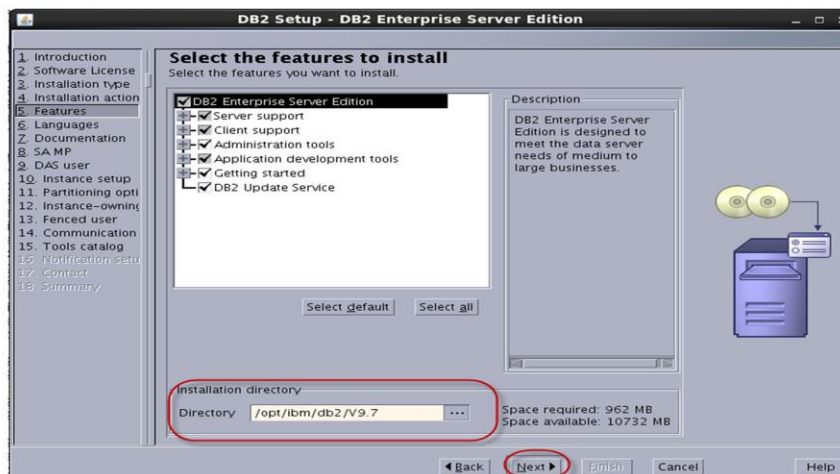 DB2 Setup - DB2 Enterprise Server Edition
1. Introduction
2. Software License
3. Installation type
4. Installation action
5. Features
6. Languages
7. Documentation
8. SA MP
9. DAS user
10. Instance setup
11. Partitioning opti
12. Instance-owning
13. Fenced user
14. Communication
15. Tools catalog
16. Notification setu
17. Contact
18. Summary
Select the features to install
Select the features you want to install.
DB2 Enterprise Server Edition
Server support
Client support
Administration tools
Application development tools
Getting started
DB2 Update Service
Select default
Select all
Description
DB2 Enterprise Server
Edition is designed to
meet the data server
needs of medium to
large businesses.
Installation directory
Directory /opt/ibm/db2/V9.7 ...
Space required: 962 MB
Space available: 10732 MB
Back Next Finish Cancel Help